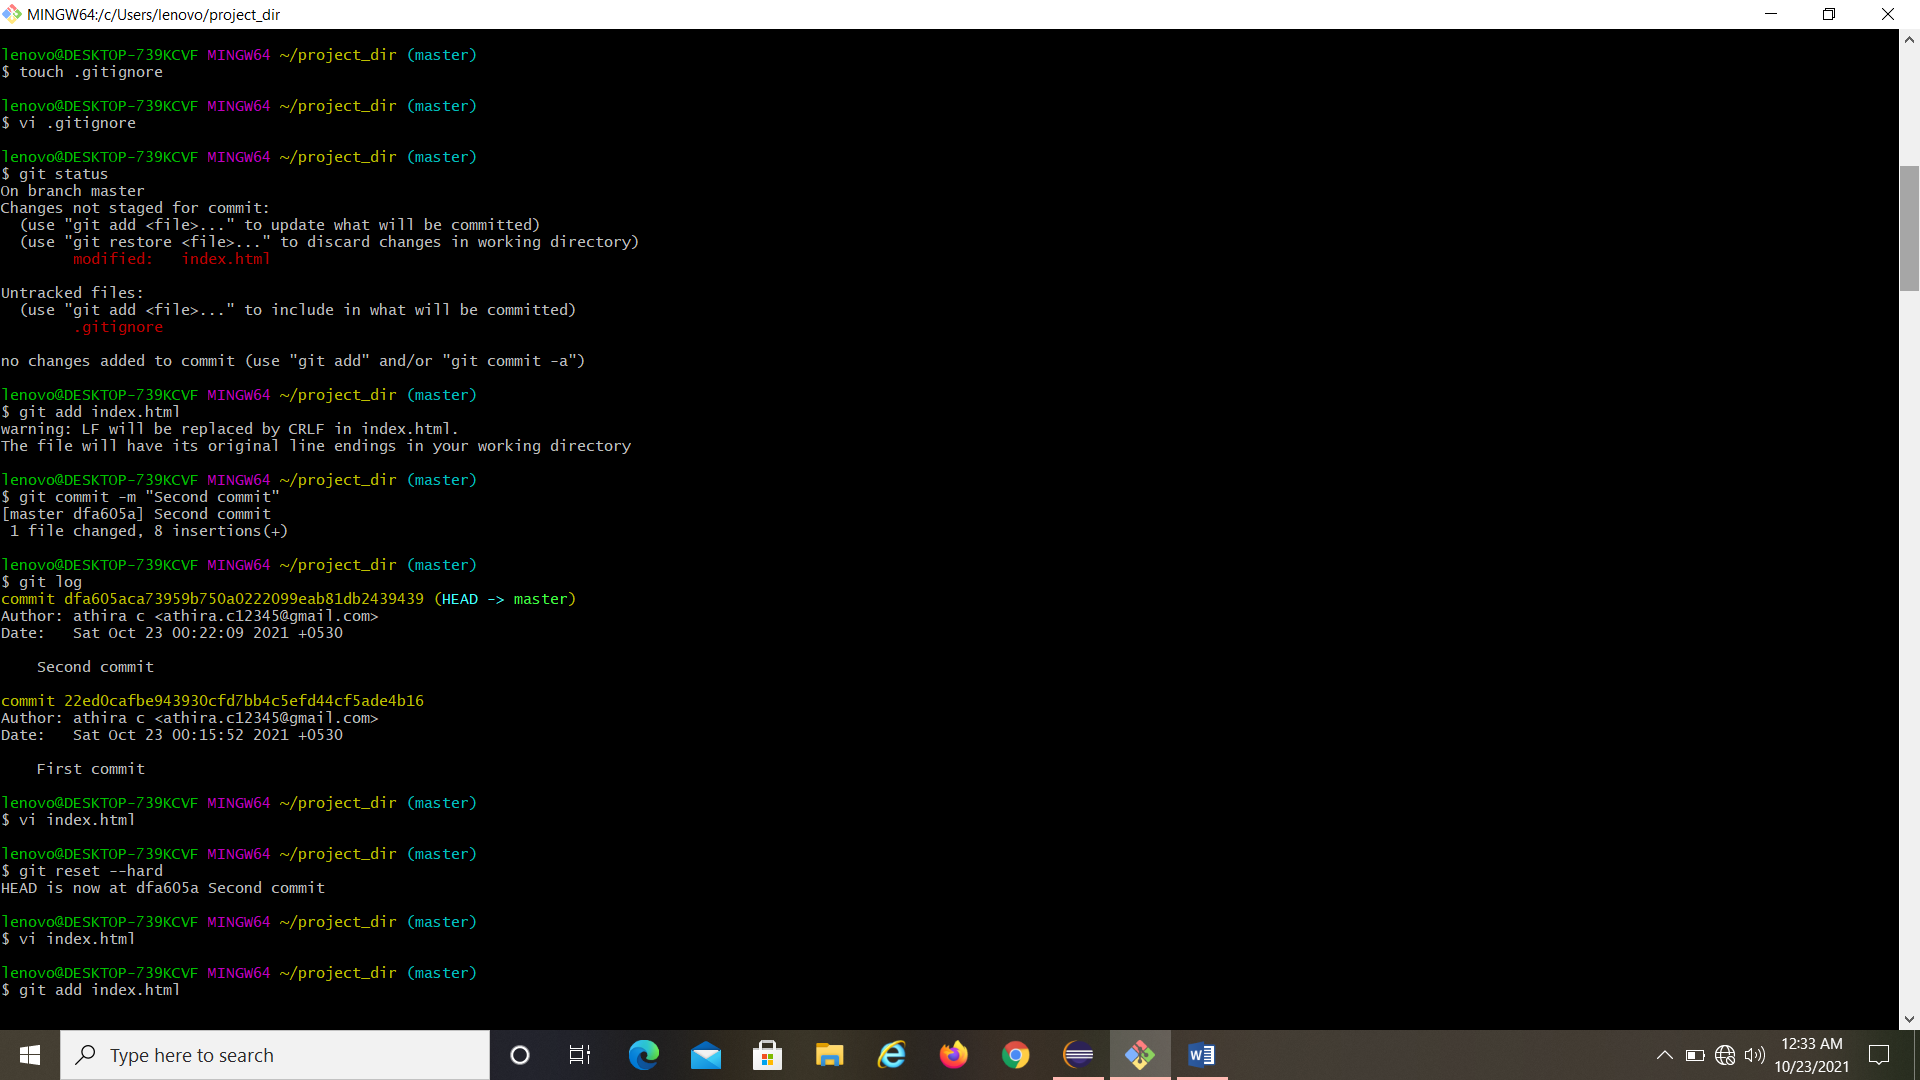 MINGW64:/c/Users/lenovo/project_dir
lenovo@DESKTOP-739KCVF MINGW64 ~/project_dir (master)
$ touch .gitignore
lenovo@DESKTOP-739KCVF MINGW64 ~/project_dir (master)
$ vi .gitignore
lenovo@DESKTOP-739KCVF MINGW64 ~/project_dir (master)
$ git status
On branch master
Changes not staged for commit:
  (use "git add <file>..." to update what will be committed)
  (use "git restore <file>..." to discard changes in working directory)
        modified:   index.html
Untracked files:
  (use "git add <file>..." to include in what will be committed)
        .gitignore
no changes added to commit (use "git add" and/or "git commit -a")
lenovo@DESKTOP-739KCVF MINGW64 ~/project_dir (master)
$ git add index.html
warning: LF will be replaced by CRLF in index.html.
The file will have its original line endings in your working directory
lenovo@DESKTOP-739KCVF MINGW64 ~/project_dir (master)
$ git commit -m "Second commit"
[master dfa605a] Second commit
 1 file changed, 8 insertions(+)
lenovo@DESKTOP-739KCVF MINGW64 ~/project_dir (master)
$ git log
commit dfa605aca73959b750a0222099eab81db2439439 (HEAD -> master)
Author: athira c <athira.c12345@gmail.com>
Date:   Sat Oct 23 00:22:09 2021 +0530
    Second commit
commit 22ed0cafbe943930cfd7bb4c5efd44cf5ade4b16
Author: athira c <athira.c12345@gmail.com>
Date:   Sat Oct 23 00:15:52 2021 +0530
    First commit
lenovo@DESKTOP-739KCVF MINGW64 ~/project_dir (master)
$ vi index.html
lenovo@DESKTOP-739KCVF MINGW64 ~/project_dir (master)
$ git reset --hard
HEAD is now at dfa605a Second commit
lenovo@DESKTOP-739KCVF MINGW64 ~/project_dir (master)
$ vi index.html
lenovo@DESKTOP-739KCVF MINGW64 ~/project_dir (master)
$ git add index.html
Type here to search
12:33 AM
10/23/2021